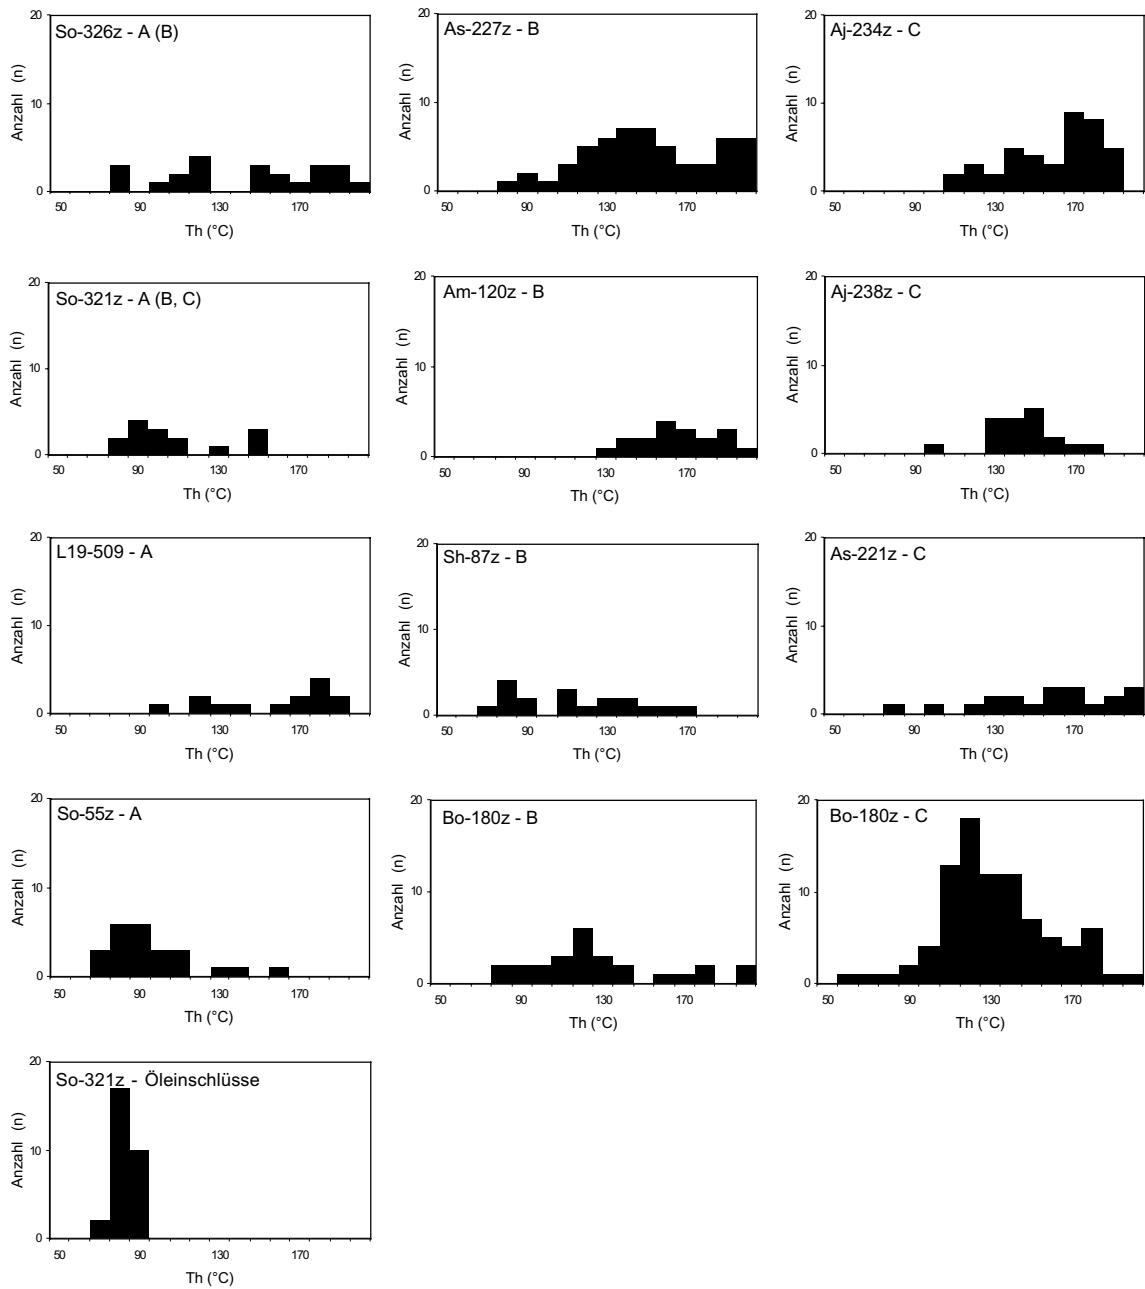 So-326z - A (B)
20
10
0
Anzahl (n)
50 90 130 170
Th (°C)
As-227z - B
20
10
0
Anzahl (n)
50 90 130 170
Th (°C)
Aj-234z - C
20
10
0
Anzahl (n)
50 90 130 170
Th (°C)
So-321z - A (B, C)
20
10
0
Anzahl (n)
50 90 130 170
Th (°C)
Am-120z - B
20
10
0
Anzahl (n)
50 90 130 170
Th (°C)
Aj-238z - C
20
10
0
Anzahl (n)
50 90 130 170
Th (°C)
L19-509 - A
20
10
0
Anzahl (n)
50 90 130 170
Th (°C)
Sh-87z - B
20
10
0
Anzahl (n)
50 90 130 170
Th (°C)
As-221z - C
20
10
0
Anzahl (n)
50 90 130 170
Th (°C)
So-55z - A
20
10
0
Anzahl (n)
50 90 130 170
Th (°C)
Bo-180z - B
20
10
0
Anzahl (n)
50 90 130 170
Th (°C)
Bo-180z - C
20
10
0
Anzahl (n)
50 90 130 170
Th (°C)
So-321z - Öleinschlüsse
20
10
0
Anzahl (n)
50 90 130 170
Th (°C)